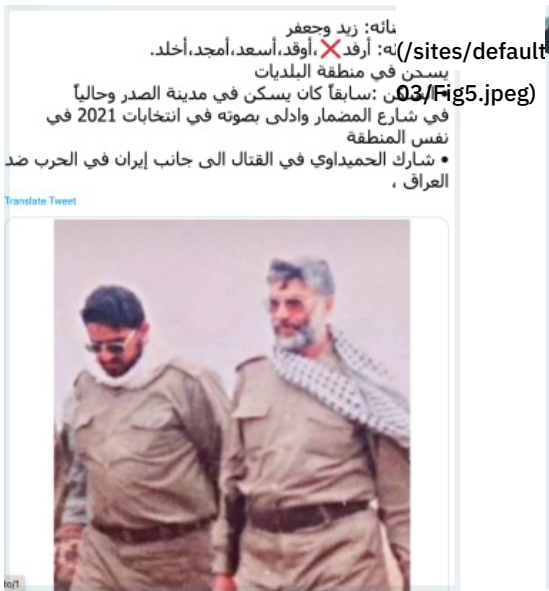 نائه: زيد وجعفر
ـه: أرفد❌،أوقد،أسعد،أمجد،أخلد.
يسكن في منطقة البلديات
سابقاً كان يسكن في مدينة الصدر وحالياً
في شارع المضمار وادلى بصوته في انتخابات 2021 في
نفس المنطقة
• شارك الحميداوي في القتال الى جانب إيران في الحرب ضد
العراق ،
Translate Tweet
(/sites/default
03/Fig5.jpeg)